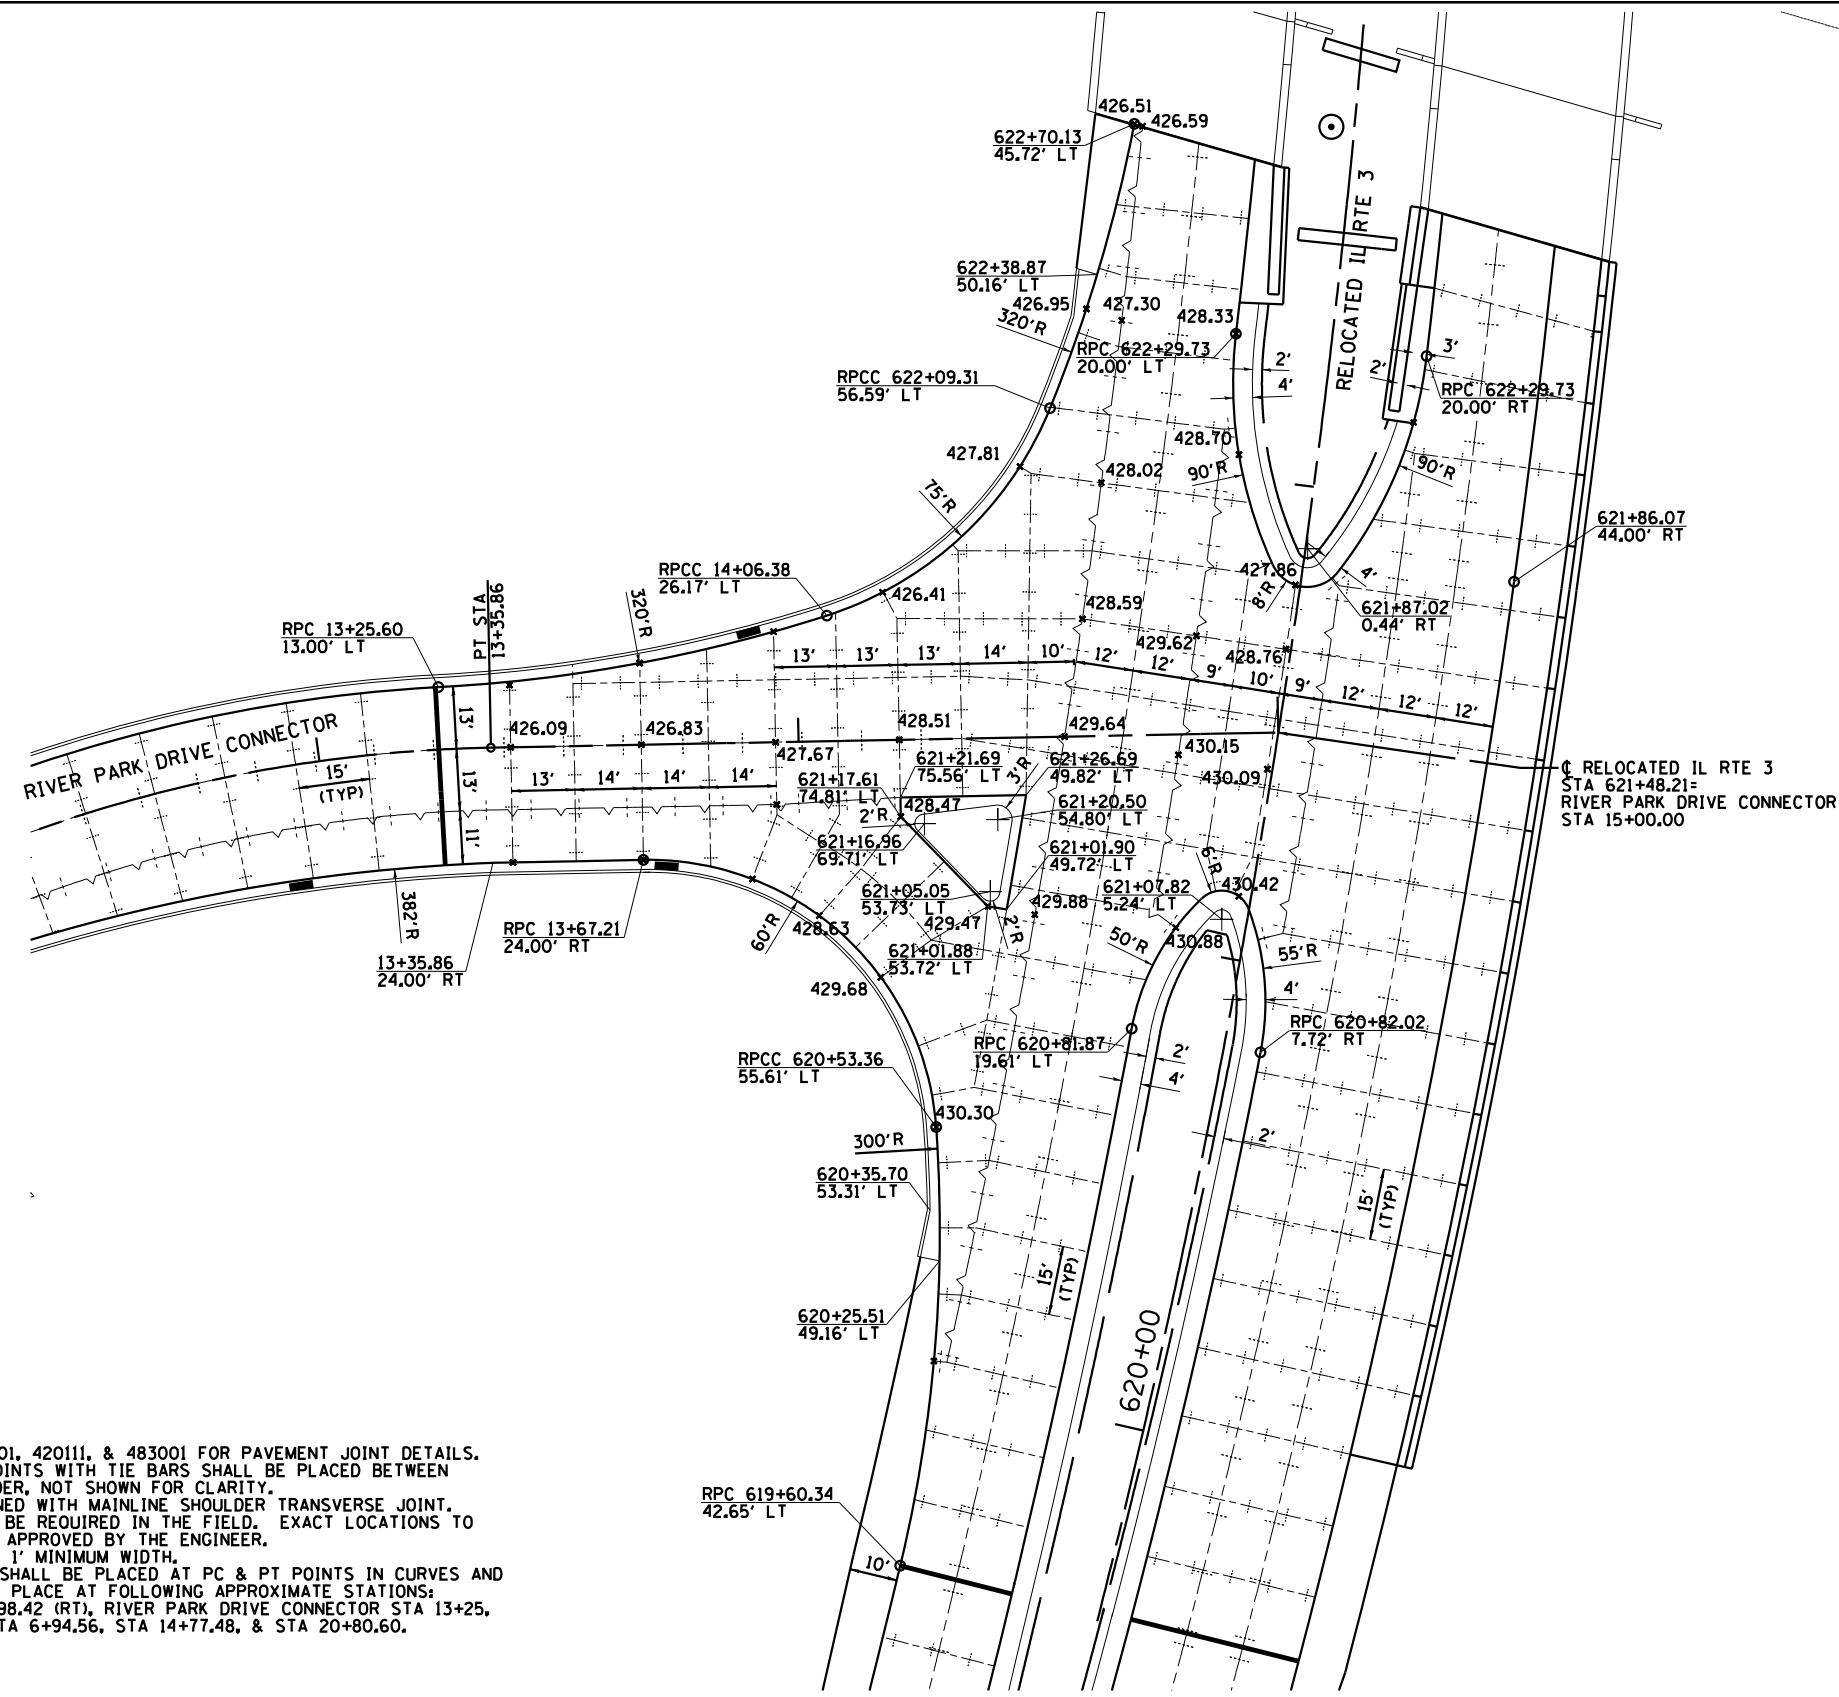 426.51
426.59
622+70.13
45.72' LT
RELOCATED IL RTE 3
622+38.87
50.16' LT
426.95
427.30
428.33
320'R
RPC 622+29.73
20.00' LT
2'
4'
3'
2'
RPC 622+29.73
20.00' RT
RPCC 622+09.31
56.59' LT
428.70
427.81
428.02
90'R
90'R
75'R
621+86.07
44.00' RT
RPCC 14+06.38
26.17' LT
427.86
4'
8'R
426.41
428.59
621+87.02
0.44' RT
PT STA
13+35.86
320'R
RPC 13+25.60
13.00' LT
429.62
428.76
13'
13'
13'
14'
10'
12'
12'
9'
10'
9'
12'
12'
12'
13'
RIVER PARK DRIVE CONNECTOR
426.09
426.83
427.67
428.51
429.64
430.15
430.09
15'
(TYP)
13'
13'
14'
14'
14'
11'
621+21.69
75.56' LT
3'R
621+26.69
49.82' LT
621+17.61
74.81' LT
428.47
2'R
621+20.50
54.80' LT
℄ RELOCATED IL RTE 3
STA 621+48.21=
RIVER PARK DRIVE CONNECTOR
STA 15+00.00
621+16.96
69.71' LT
621+01.90
49.72' LT
6'R
621+05.05
53.73' LT
621+07.82
5.24' LT
430.42
382'R
RPC 13+67.21
24.00' RT
60'R
428.63
429.47
2'R
429.88
50'R
430.88
55'R
13+35.86
24.00' RT
621+01.88
53.72' LT
429.68
4'
RPC 620+81.87
19.61' LT
RPC 620+82.02
7.72' RT
RPCC 620+53.36
55.61' LT
2'
4'
430.30
300'R
2'
620+35.70
53.31' LT
15'
(TYP)
15'
(TYP)
620+25.51
49.16' LT
620+00
RPC 619+60.34
42.65' LT
10'
01, 420111, & 483001 FOR PAVEMENT JOINT DETAILS.
OINTS WITH TIE BARS SHALL BE PLACED BETWEEN
DER, NOT SHOWN FOR CLARITY.
NED WITH MAINLINE SHOULDER TRANSVERSE JOINT.
BE REQUIRED IN THE FIELD. EXACT LOCATIONS TO
APPROVED BY THE ENGINEER.
1' MINIMUM WIDTH.
SHALL BE PLACED AT PC & PT POINTS IN CURVES AND
PLACE AT FOLLOWING APPROXIMATE STATIONS:
98.42 (RT), RIVER PARK DRIVE CONNECTOR STA 13+25,
TA 6+94.56, STA 14+77.48, & STA 20+80.60.